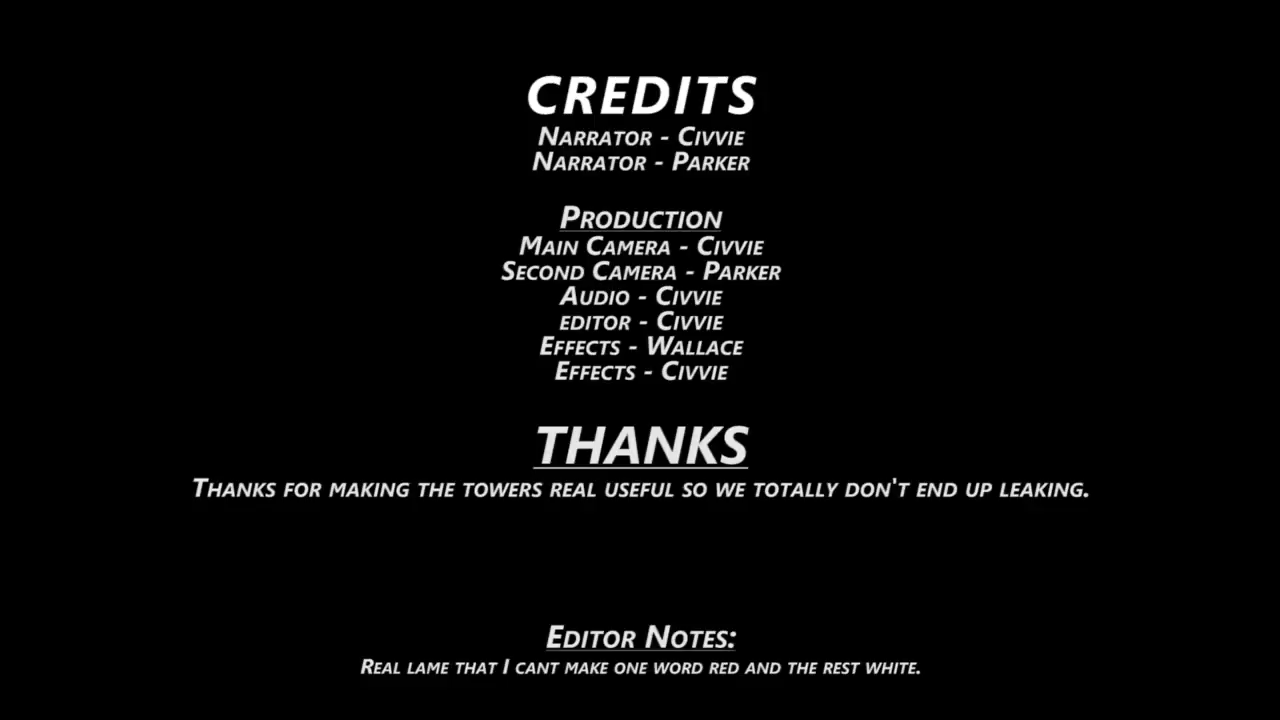 CREDITS
NARRATOR - CIVVIE
NARRATOR - PARKER
PRODUCTION
MAIN CAMERA - CIVVIE
SECOND CAMERA - PARKER
AUDIO - CIVVIE
EDITOR - CIVVIE
EFFECTS - WALLACE
EFFECTS - CIVVIE
THANKS
THANKS FOR MAKING THE TOWERS REAL USEFUL SO WE TOTALLY DON'T END UP LEAKING.
EDITOR NOTES:
REAL LAME THAT I CANT MAKE ONE WORD RED AND THE REST WHITE.